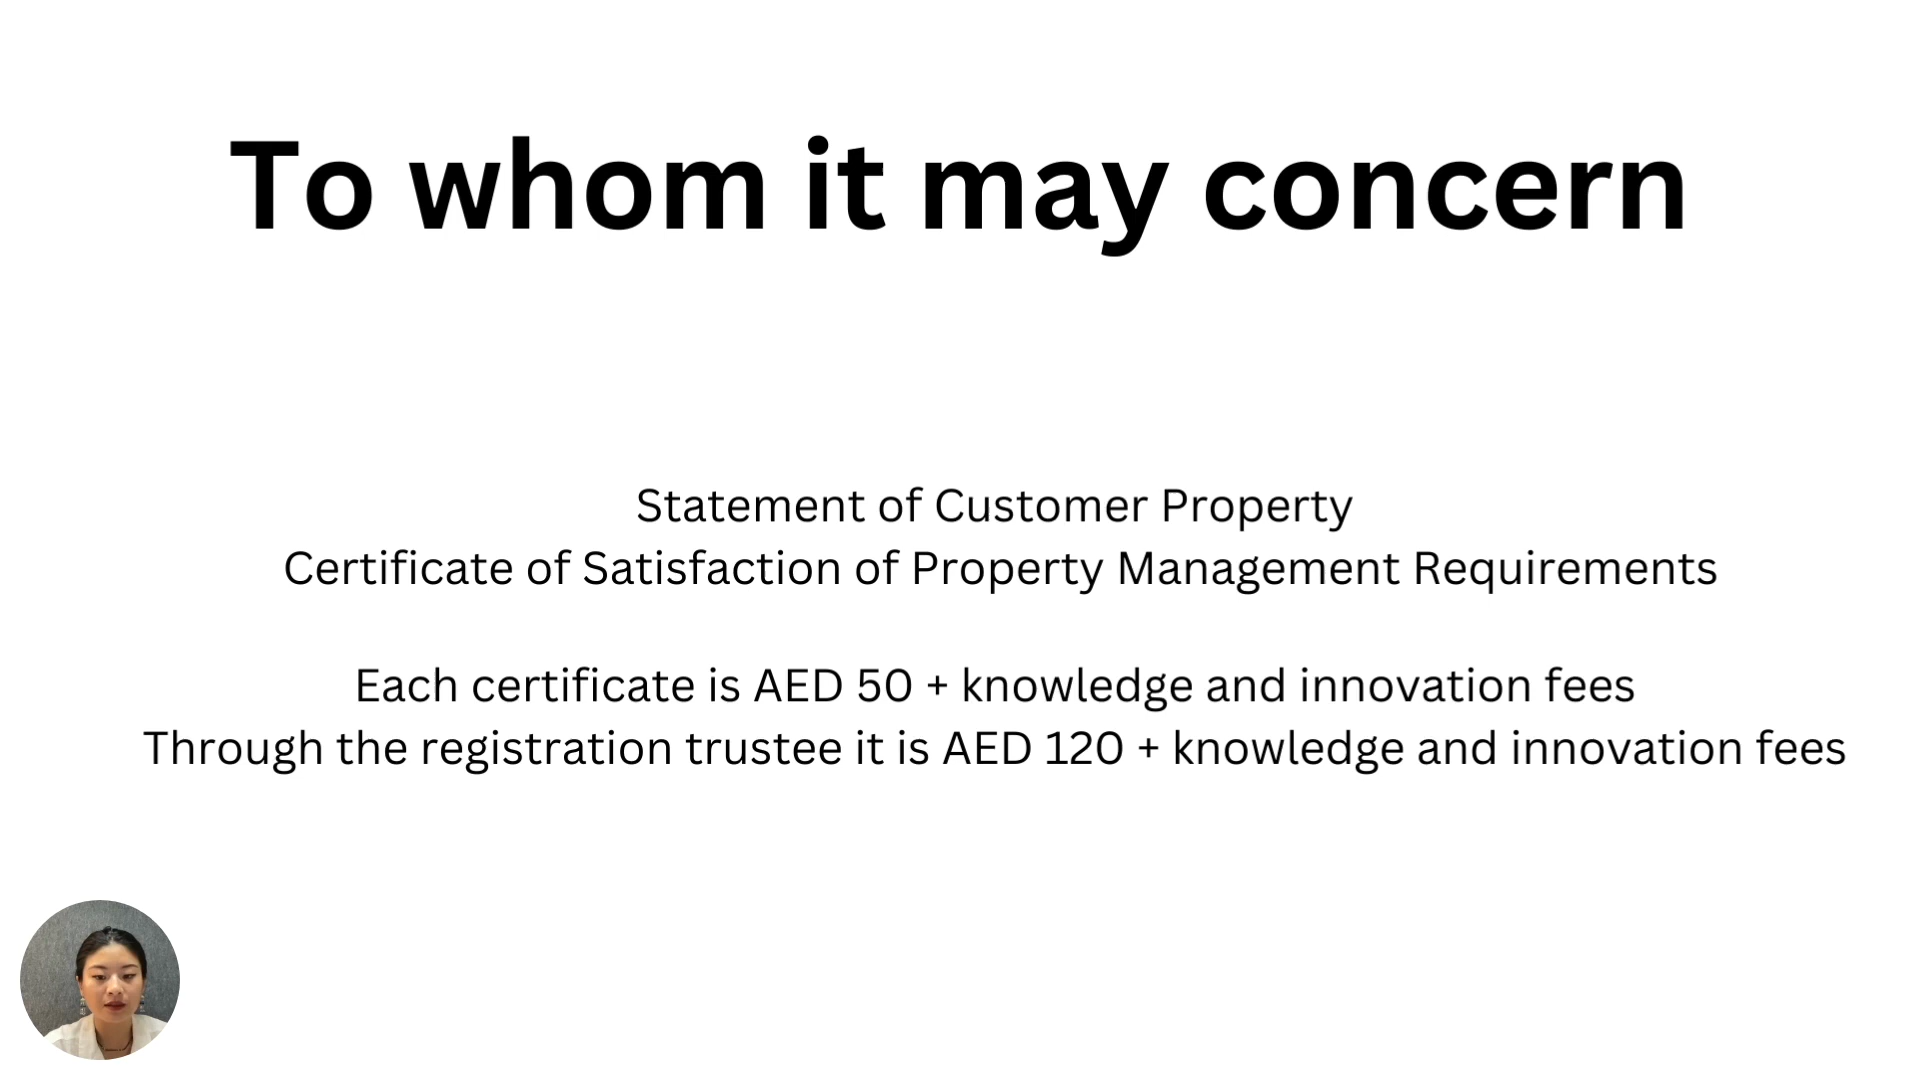 To whom it may concern
Statement of Customer Property
Certificate of Satisfaction of Property Management Requirements
Each certificate is AED 50 + knowledge and innovation fees
Through the registration trustee it is AED 120 + knowledge and innovation fees